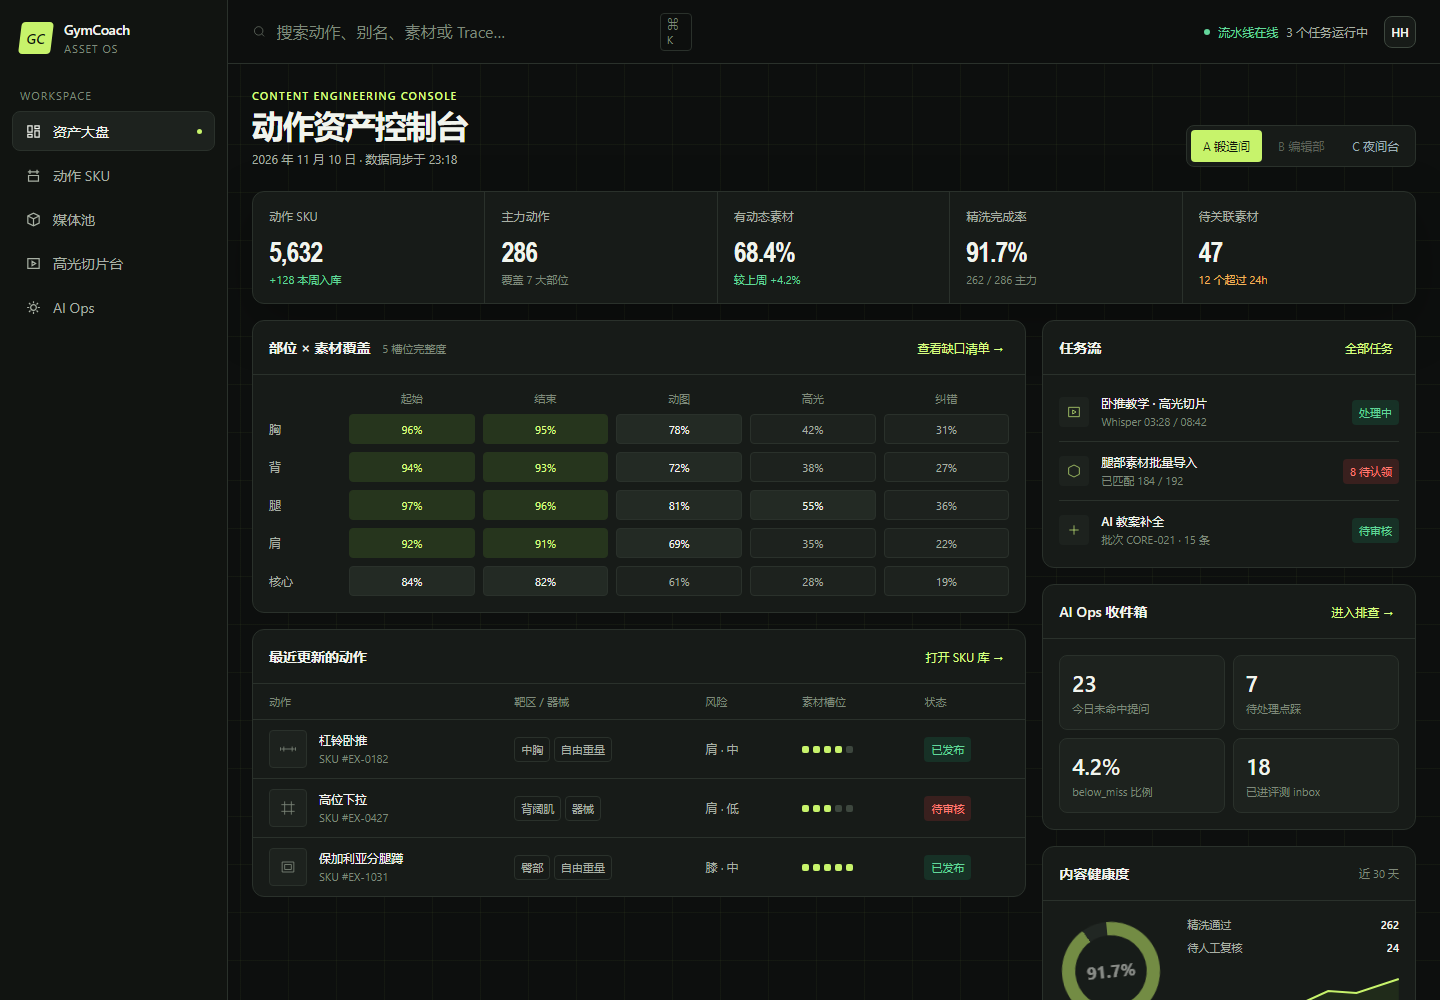 GC
GymCoach
ASSET OS
WORKSPACE
资产大盘
动作 SKU
媒体池
高光切片台
AI Ops
搜索动作、别名、素材或 Trace...
⌘
K
流水线在线
3 个任务运行中
HH
CONTENT ENGINEERING CONSOLE
动作资产控制台
2026 年 11 月 10 日 · 数据同步于 23:18
A 锻造间
B 编辑部
C 夜间台
动作 SKU
5,632
+128 本周入库
主力动作
286
覆盖 7 大部位
有动态素材
68.4%
较上周 +4.2%
精洗完成率
91.7%
262 / 286 主力
待关联素材
47
12 个超过 24h
部位 × 素材覆盖
5 槽位完整度
查看缺口清单 →
起始 结束 动图 高光 纠错
胸 96% 95% 78% 42% 31%
背 94% 93% 72% 38% 27%
腿 97% 96% 81% 55% 36%
肩 92% 91% 69% 35% 22%
核心 84% 82% 61% 28% 19%
最近更新的动作
打开 SKU 库 →
动作 靶区 / 器械 风险 素材槽位 状态
杠铃卧推
SKU #EX-0182
中胸 自由重量 肩 · 中 已发布
高位下拉
SKU #EX-0427
背阔肌 器械 肩 · 低 待审核
保加利亚分腿蹲
SKU #EX-1031
臀部 自由重量 膝 · 中 已发布
任务流
全部任务
卧推教学 · 高光切片
Whisper 03:28 / 08:42
处理中
腿部素材批量导入
已匹配 184 / 192
8 待认领
AI 教案补全
批次 CORE-021 · 15 条
待审核
AI Ops 收件箱
进入排查 →
23
今日未命中提问
7
待处理点踩
4.2%
below_miss 比例
18
已进评测 inbox
内容健康度
近 30 天
91.7%
精洗通过 262
待人工复核 24